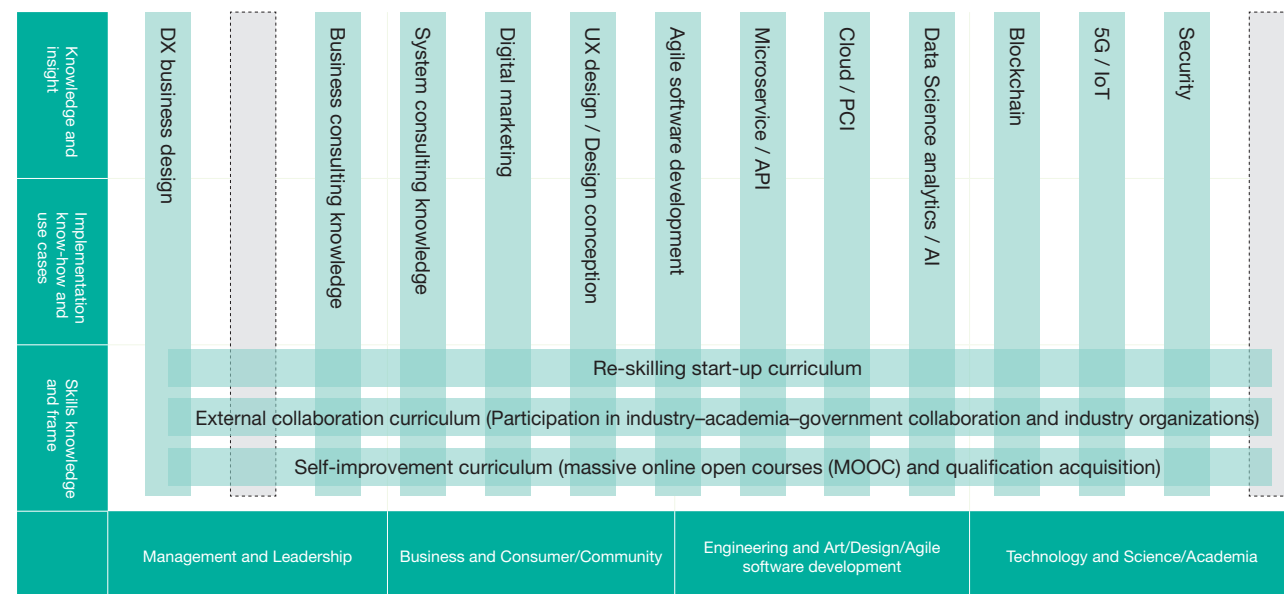 Knowledge and
insight
DX business design
Business consulting knowledge
System consulting knowledge
Digital marketing
UX design / Design conception
Agile software development
Microservice / API
Cloud / PCI
Data Science analytics / AI
Blockchain
5G / IoT
Security
Implementation
know-how and
use cases
Skills knowledge
and frame
Re-skilling start-up curriculum
External collaboration curriculum (Participation in industry–academia–government collaboration and industry organizations)
Self-improvement curriculum (massive online open courses (MOOC) and qualification acquisition)
Management and Leadership
Business and Consumer/Community
Engineering and Art/Design/Agile
software development
Technology and Science/Academia